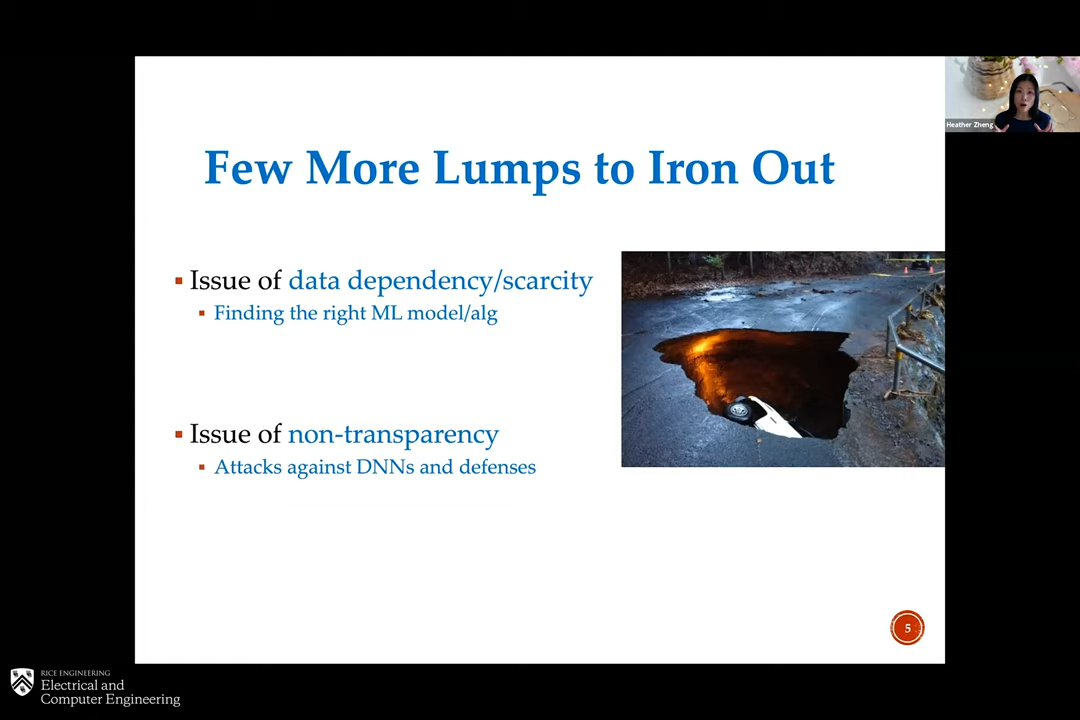 Heather Zheng
Few More Lumps to Iron Out
Issue of data dependency/scarcity
Finding the right ML model/alg
Issue of non-transparency
Attacks against DNNs and defenses
5
RICE ENGINEERING
Electrical and
Computer Engineering